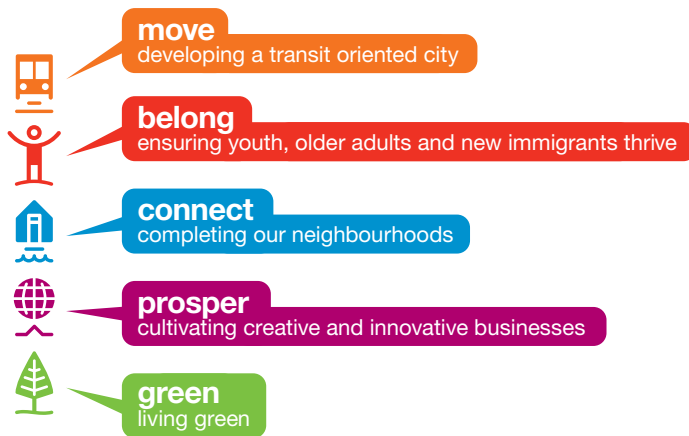 move
developing a transit oriented city
belong
ensuring youth, older adults and new immigrants thrive
connect
completing our neighbourhoods
prosper
cultivating creative and innovative businesses
green
living green